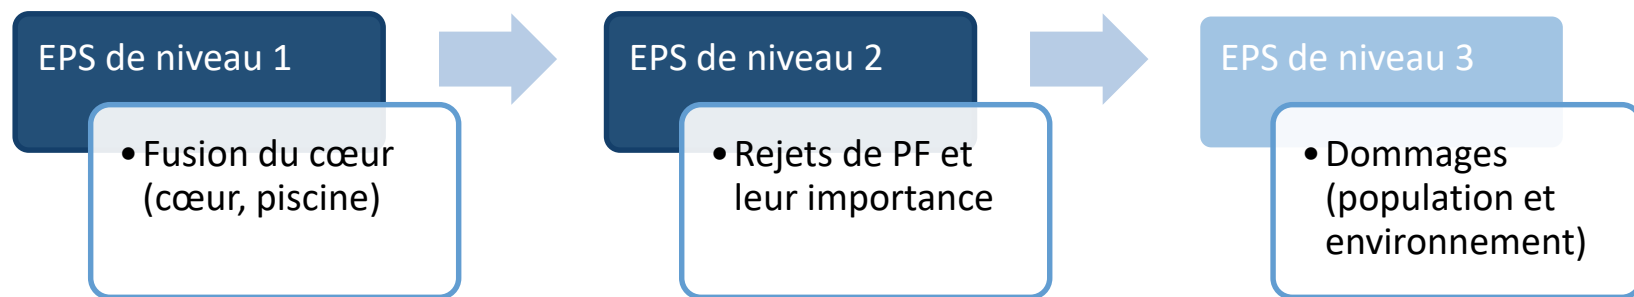 EPS de niveau 1
• Fusion du cœur
(cœur, piscine)
EPS de niveau 2
• Rejets de PF et
leur importance
EPS de niveau 3
• Dommages
(population et
environnement)